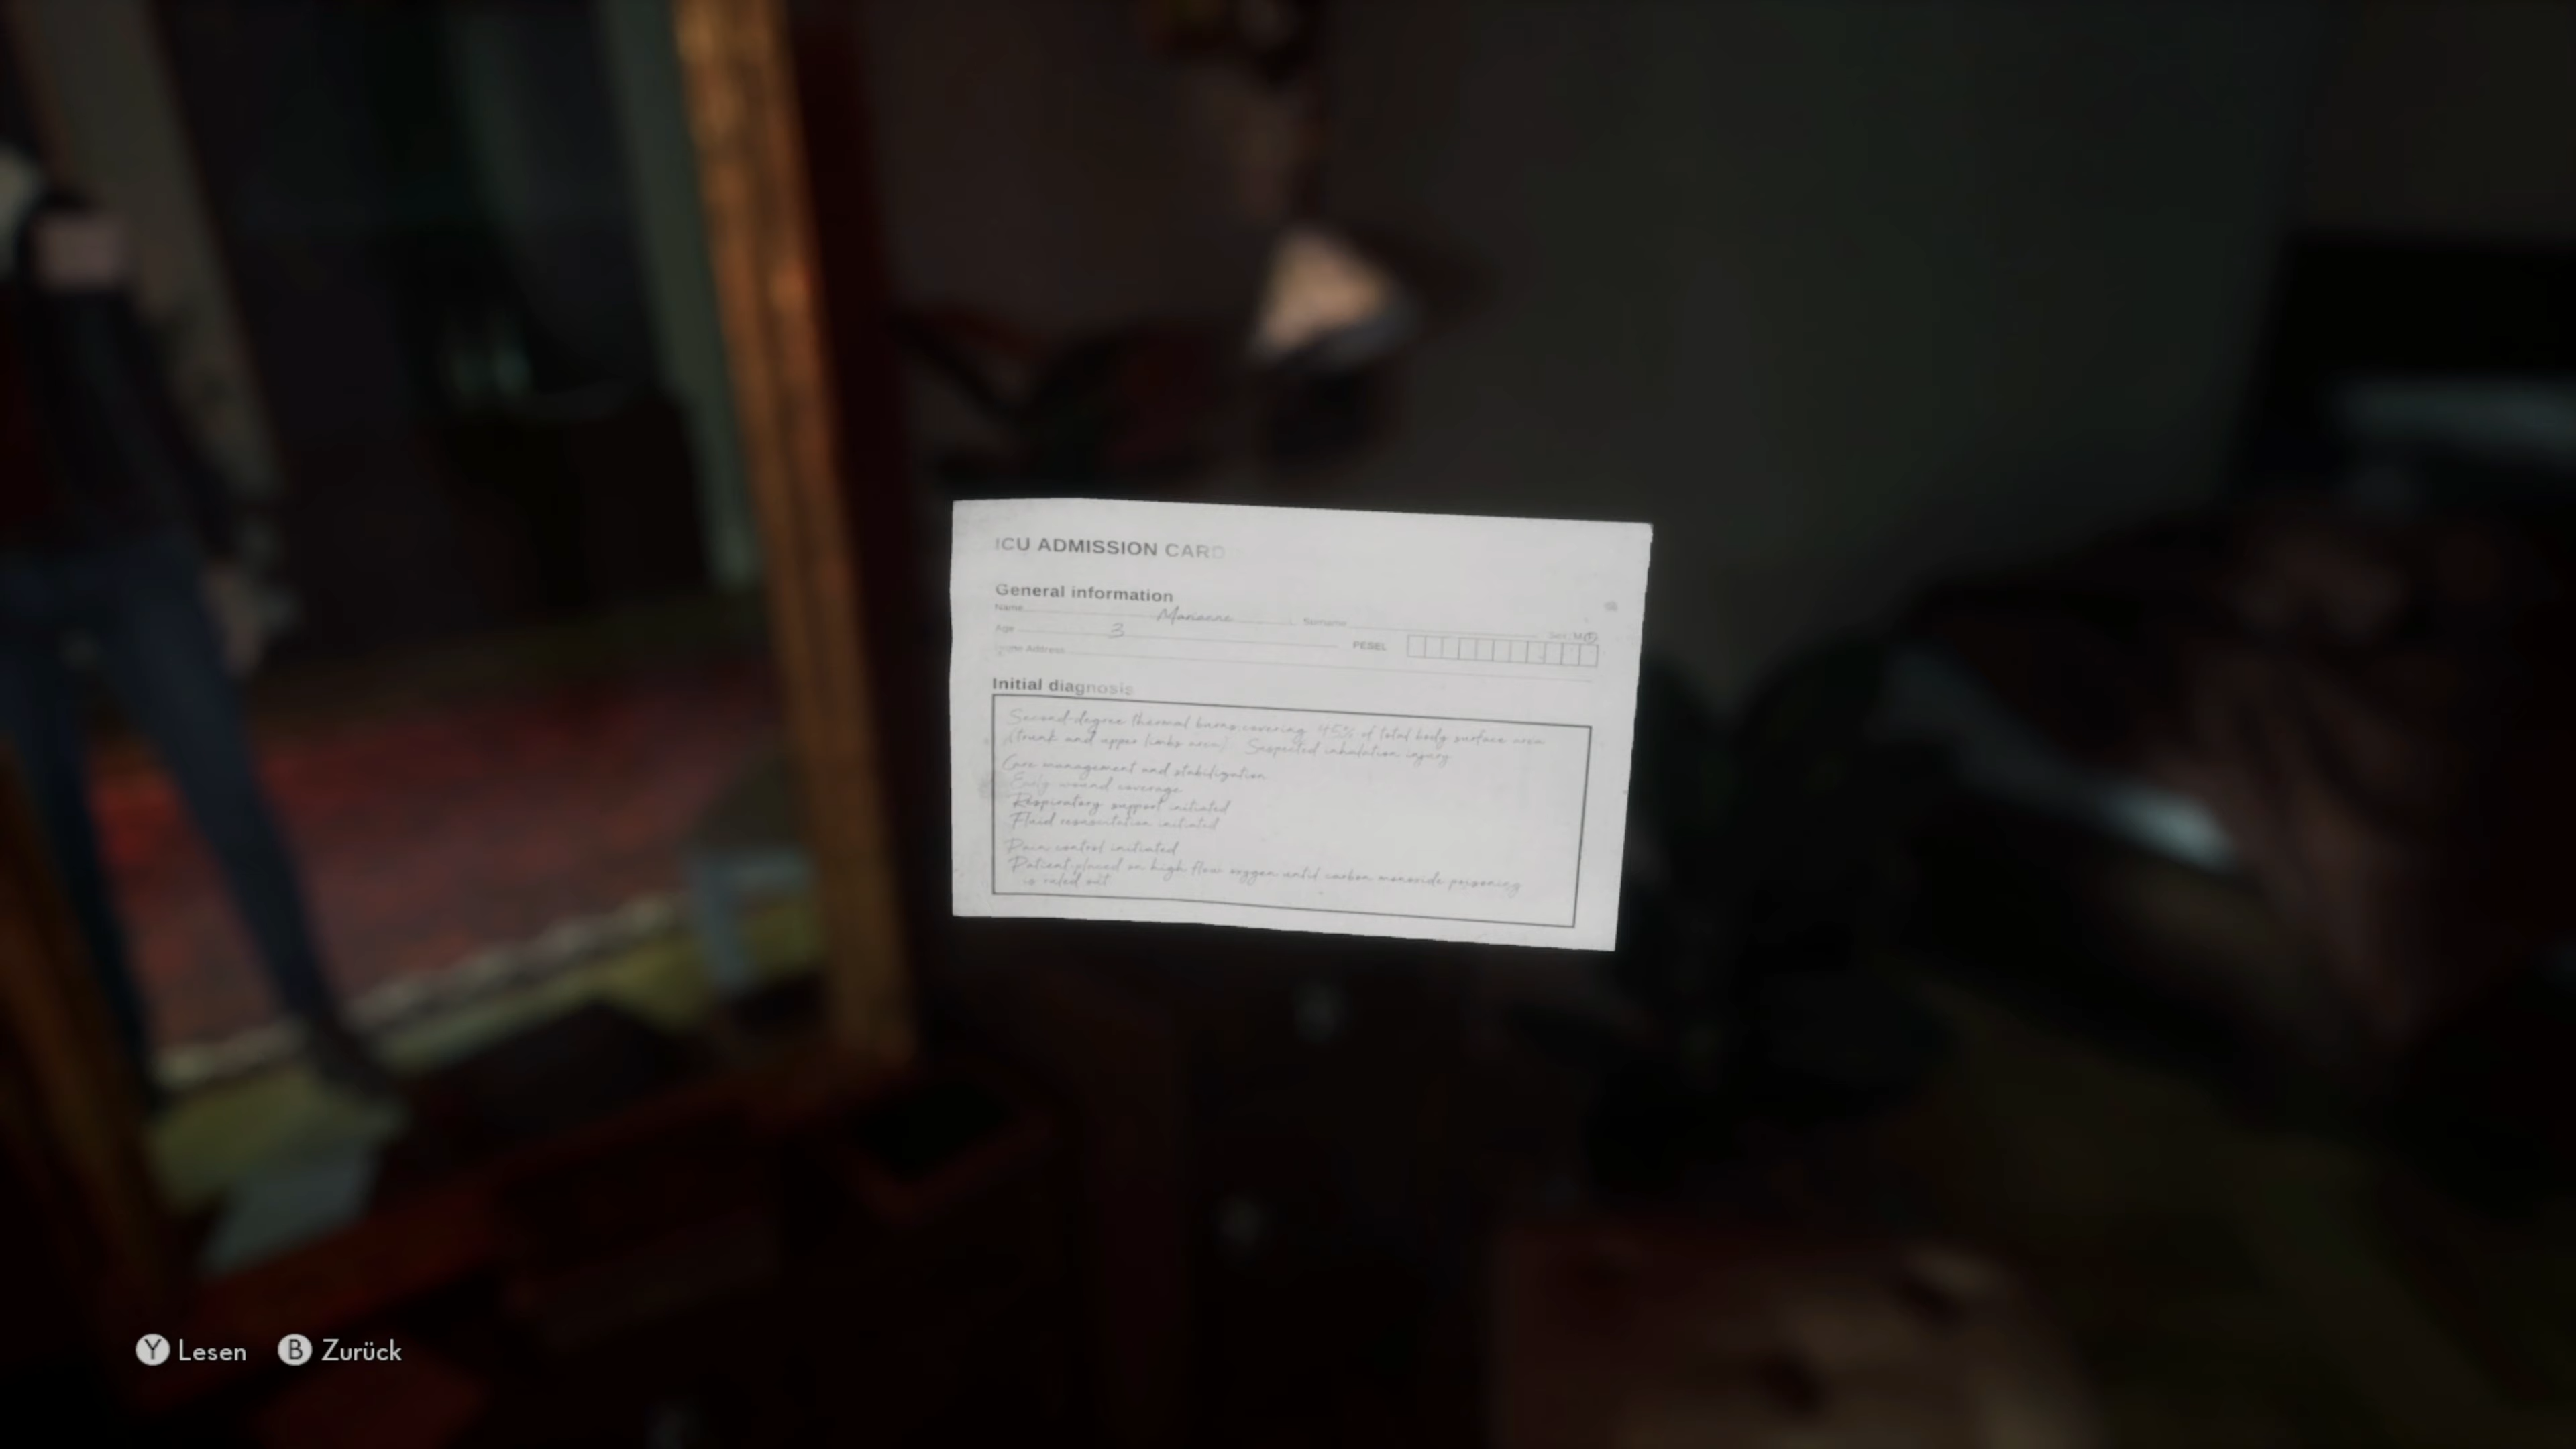 ICU ADMISSION CARD
General information
Name Marianne Surname Sex: M F
Age 3 PESEL
Home Address
Initial diagnosis
Second-degree thermal burns covering 45% of total body surface area
(trunk and upper limbs area). Suspected inhalation injury
Care management and stabilization
Early wound coverage
Respiratory support initiated
Fluid resuscitation initiated
Pain control initiated
Patient placed on high flow oxygen until carbon monoxide poisoning
is ruled out
Y Lesen B Zurück